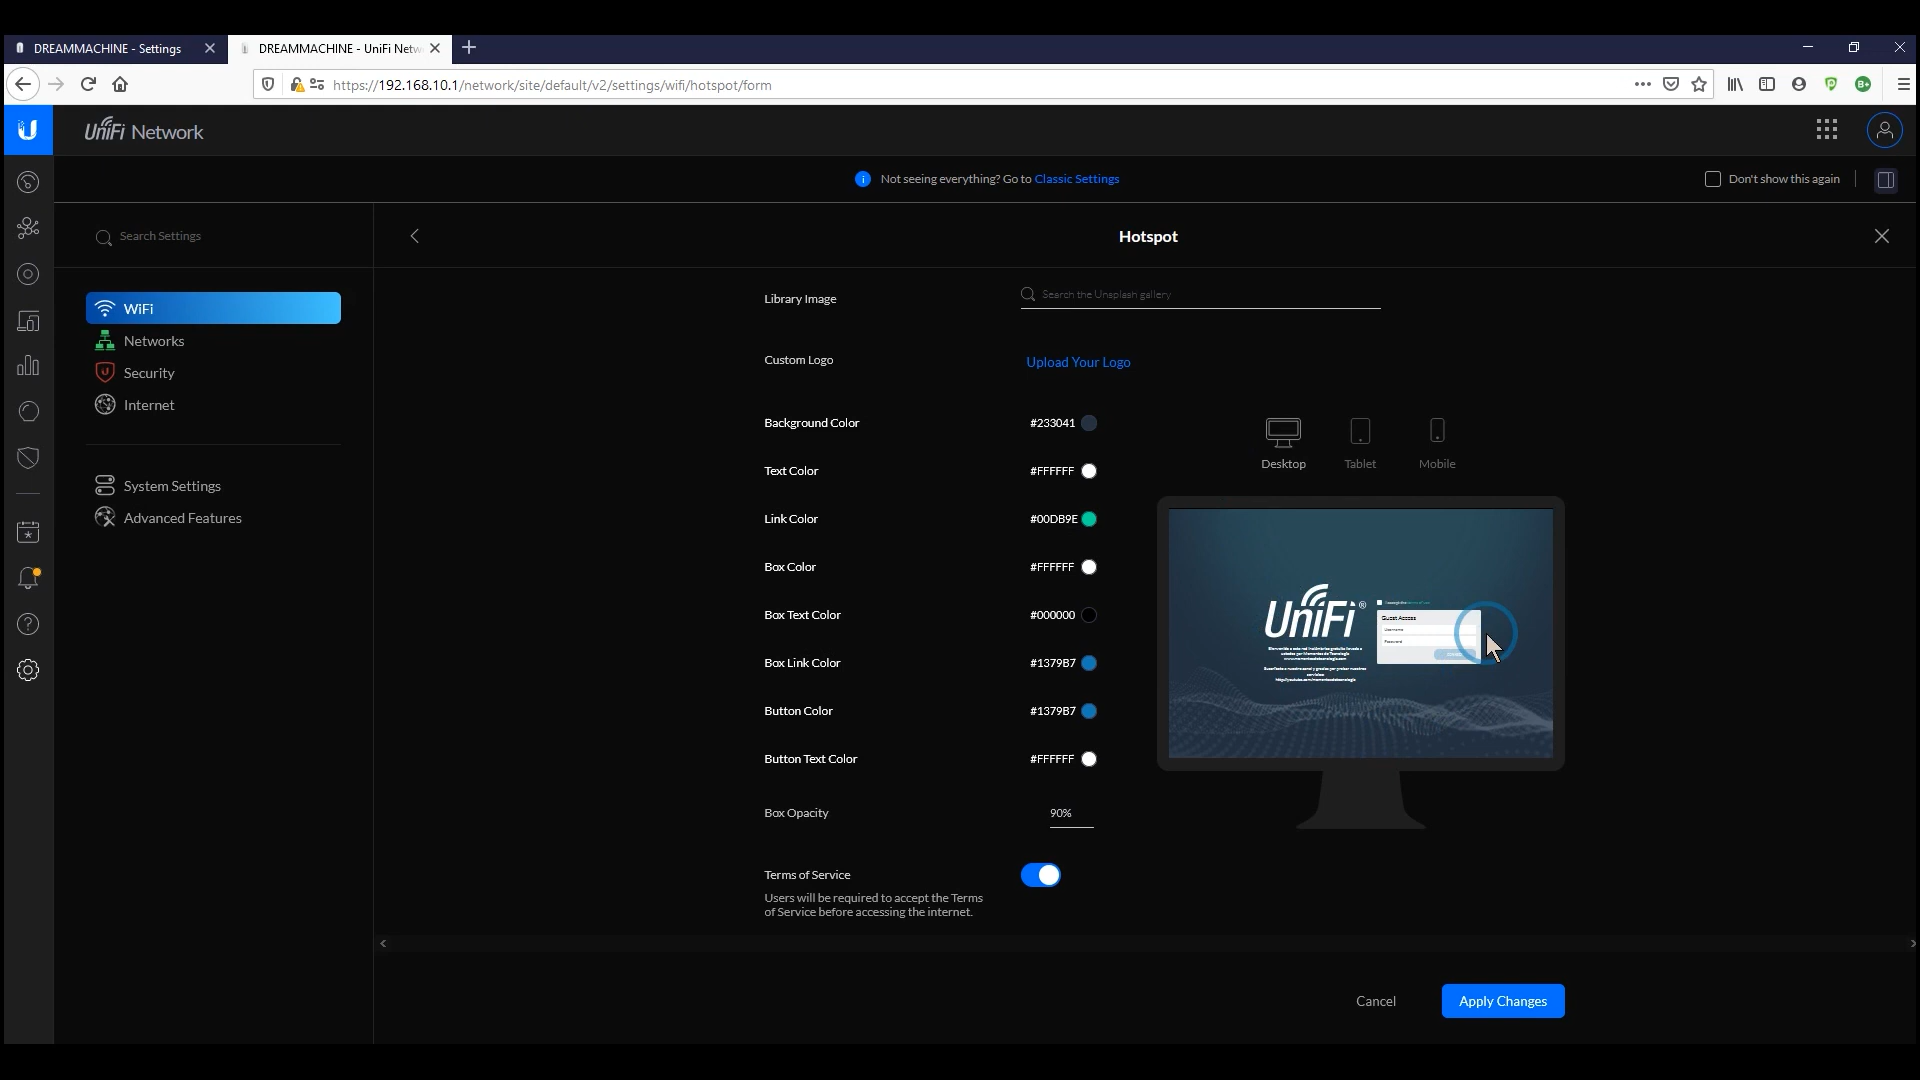 DREAMMACHINE - Settings
DREAMMACHINE - UniFi Netw
https://192.168.10.1/network/site/default/v2/settings/wifi/hotspot/form
UniFi Network
Not seeing everything? Go to Classic Settings
Don't show this again
Search Settings
Hotspot
WiFi
Networks
Security
Internet
System Settings
Advanced Features
Library Image
Search the Unsplash gallery
Custom Logo
Upload Your Logo
Background Color
#233041
Text Color
#FFFFFF
Link Color
#00DB9E
Box Color
#FFFFFF
Box Text Color
#000000
Box Link Color
#1379B7
Button Color
#1379B7
Button Text Color
#FFFFFF
Box Opacity
90%
Terms of Service
Users will be required to accept the Terms
of Service before accessing the internet.
Desktop
Tablet
Mobile
UniFi®
Guest Access
Username
Password
Cancel
Apply Changes